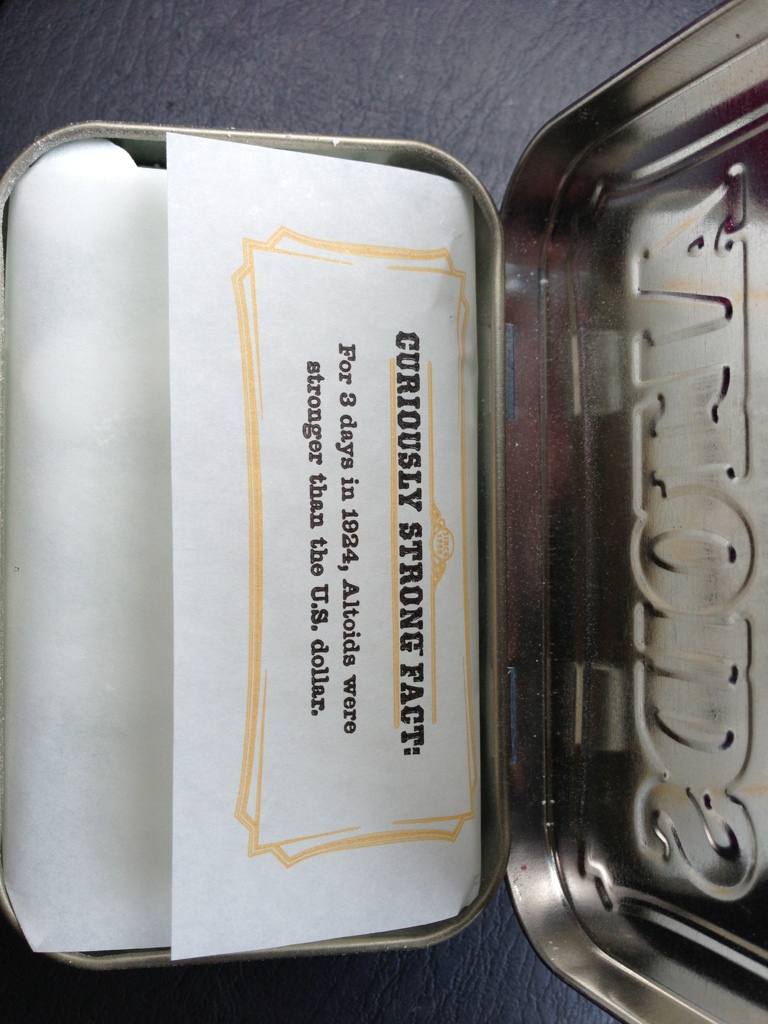 CURIOUSLY STRONG FACT:
For 3 days in 1924, Altoids were
stronger than the U.S. dollar.
ALTOIDS